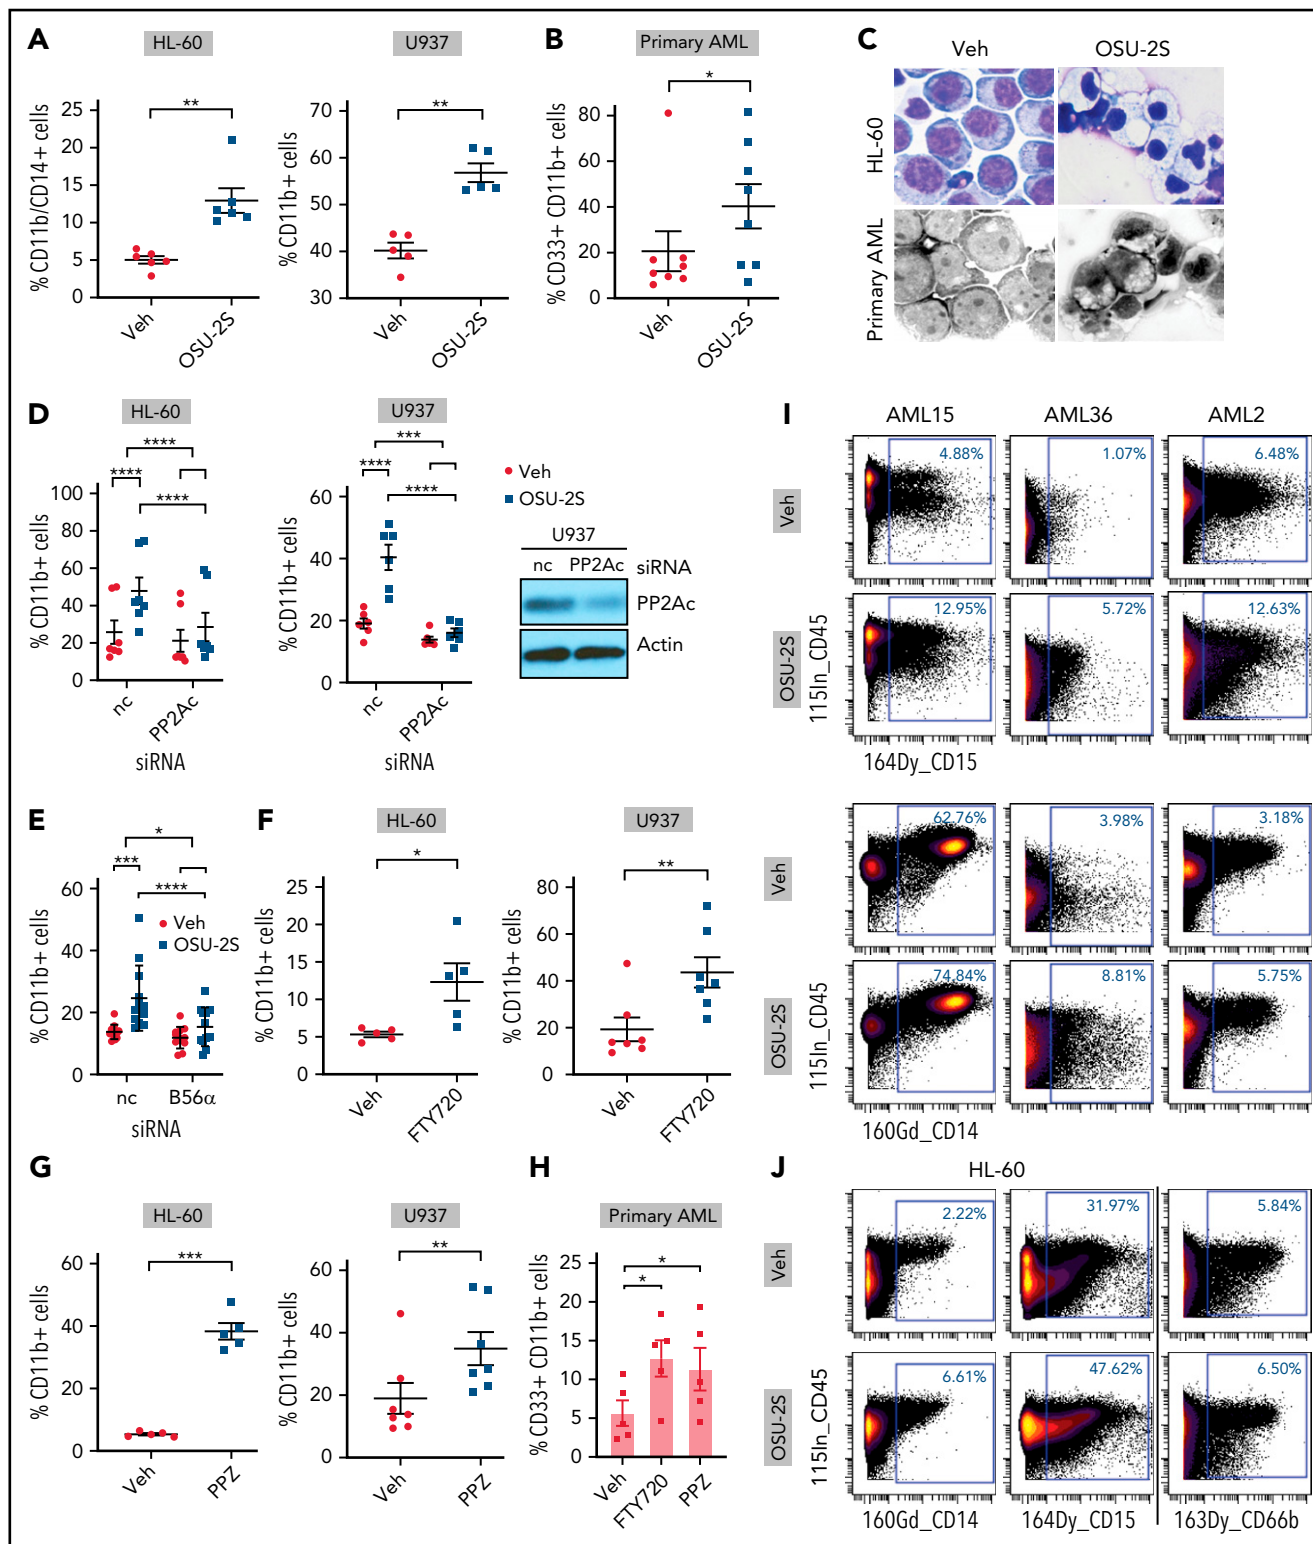 A
HL-60
% CD11b/CD14+ cells
25
20
15
10
5
0
**
Veh
OSU-2S
U937
% CD11b+ cells
70
60
50
40
30
**
Veh
OSU-2S
B
Primary AML
% CD33+ CD11b+ cells
80
60
40
20
0
*
Veh
OSU-2S
C
Veh
OSU-2S
HL-60
Primary AML
D
HL-60
****
****
****
% CD11b+ cells
100
80
60
40
20
0
nc
PP2Ac
siRNA
U937
***
****
****
% CD11b+ cells
60
40
20
0
nc
PP2Ac
siRNA
Veh
OSU-2S
U937
nc PP2Ac siRNA
PP2Ac
Actin
E
*
***
****
% CD11b+ cells
60
40
20
0
Veh
OSU-2S
nc
B56α
siRNA
F
HL-60
*
% CD11b+ cells
25
20
15
10
5
0
Veh
FTY720
U937
**
% CD11b+ cells
80
60
40
20
0
Veh
FTY720
G
HL-60
***
% CD11b+ cells
60
40
20
0
Veh
PPZ
U937
**
% CD11b+ cells
60
40
20
0
Veh
PPZ
H
Primary AML
*
*
% CD33+ CD11b+ cells
25
20
15
10
5
0
Veh
FTY720
PPZ
I
AML15
AML36
AML2
Veh
4.88%
1.07%
6.48%
OSU-2S
12.95%
5.72%
12.63%
115In_CD45
164Dy_CD15
Veh
62.76%
3.98%
3.18%
OSU-2S
74.84%
8.81%
5.75%
115In_CD45
160Gd_CD14
J
HL-60
Veh
2.22%
31.97%
5.84%
OSU-2S
6.61%
47.62%
6.50%
115In_CD45
160Gd_CD14
164Dy_CD15
163Dy_CD66b